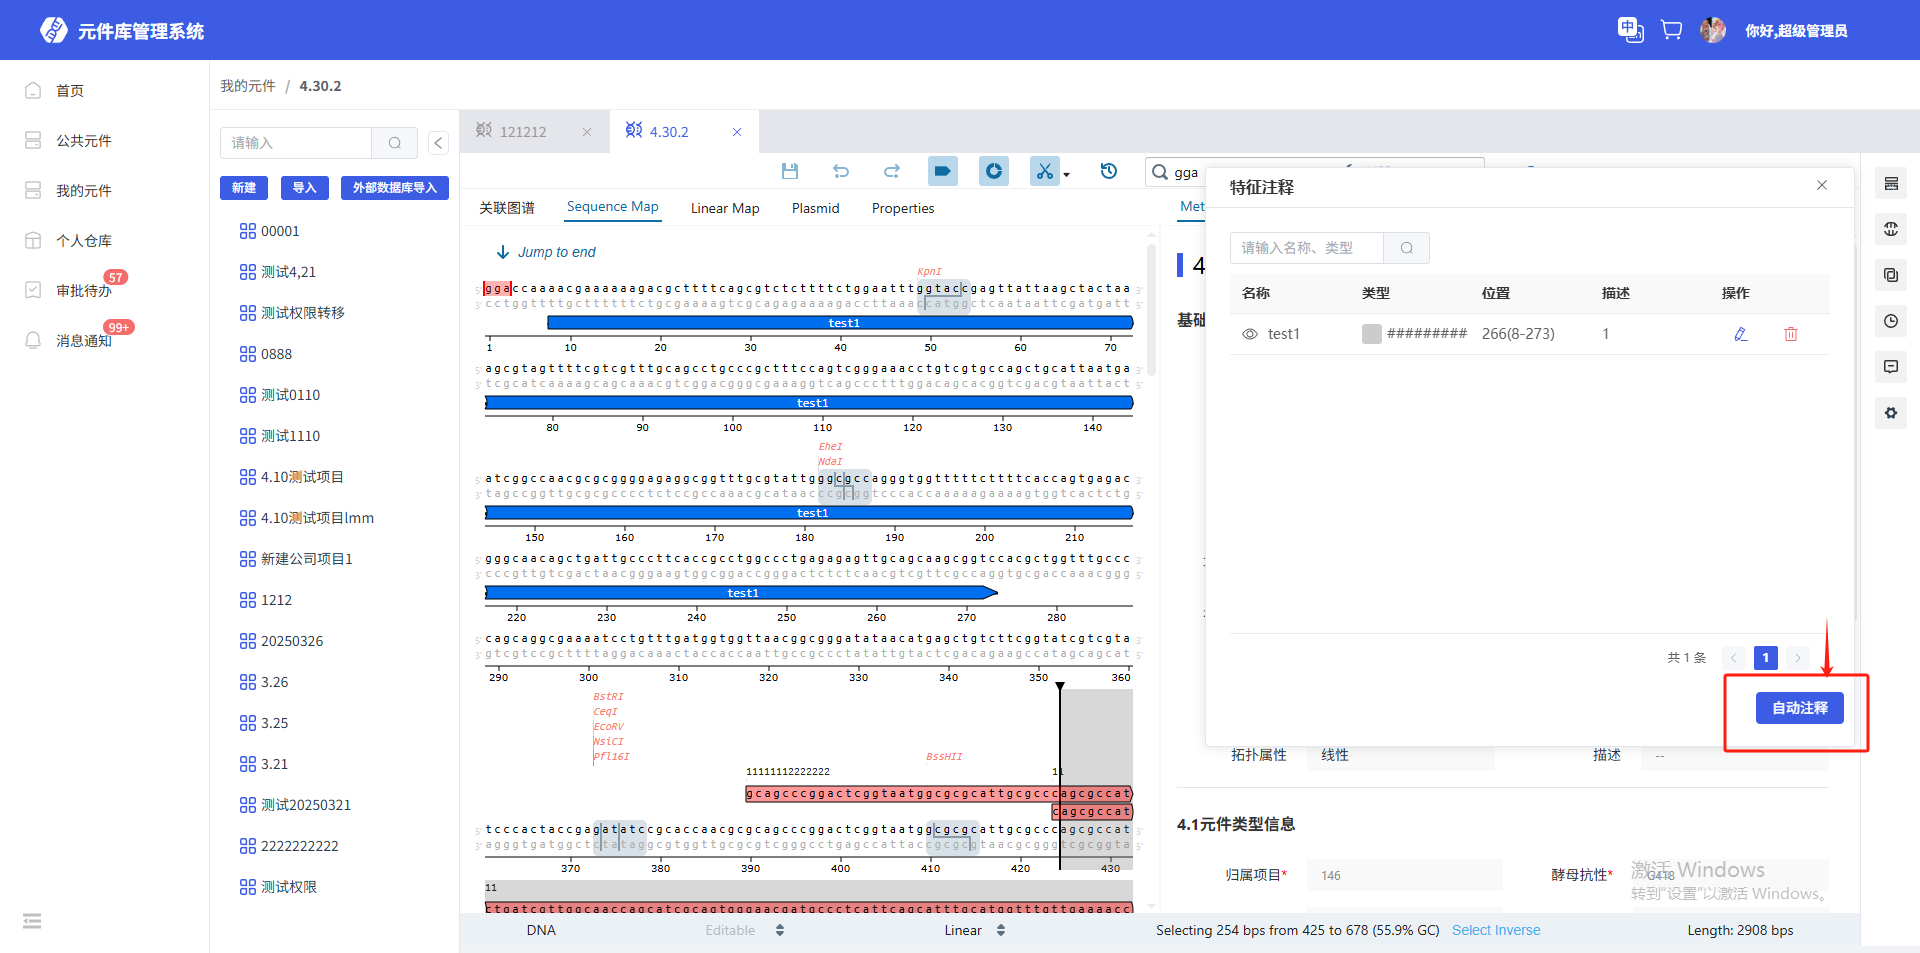 元件库管理系统
你好,超级管理员
首页
公共元件
我的元件
个人仓库
审批待办
57
消息通知
99+
我的元件 / 4.30.2
请输入
新建
导入
外部数据库导入
00001
测试4,21
测试权限转移
0888
测试0110
测试1110
4.10测试项目
4.10测试项目lmm
新建公司项目1
1212
20250326
3.26
3.25
3.21
测试20250321
2222222222
测试权限
121212
4.30.2
gga
关联图谱
Sequence Map
Linear Map
Plasmid
Properties
Jump to end
KpnI
ggaccaaaacgaaaaaagacgcttttcagcgtctcttttctggaatttggtaccgagttattaagctactaa
cctggttttgctttttttctgcgaaaagtcgcagagaaaagaccttaaaccatggctcaataattcgatgatt
test1
1 10 20 30 40 50 60 70
agcgtagttttcgtcgtttgcagcctgcccgctttccagtcgggaaacctgtcgtgccagctgcattaatga
tcgcatcaaaagcagcaaacgtcggacgggcgaaaggtcagccctttggacagcacggtcgacgtaattact
test1
80 90 100 110 120 130 140
EheI
NdaI
atcggccaacgcgcggggagaggcggtttgcgtattgggcgccagggtggtttttcttttcaccagtgagac
tagccggttgcgcgcccctctccgccaaacgcataacccgcggtcccaccaaaaagaaaagtggtcactctg
test1
150 160 170 180 190 200 210
gggcaacagctgattgcccttcaccgcctggccctgagagagttgcagcaagcggtccacgctggtttgccc
cccgttgtcgactaacgggaagtggcggaccgggactctctcaacgtcgttcgccaggtgcgaccaaacggg
test1
220 230 240 250 260 270 280
cagcaggcgaaaatcctgtttgatggtggttaacggcgggatataacatgagctgtcttcggtatcgtcgta
gtcgtccgcttttaggacaaactaccaccaattgccgccctatattgtactcgacagaagccatagcagcat
290 300 310 320 330 340 350 360
BstRI
CeqI
EcoRV
NsiCI
Pfl16I
BssHII
11111112222222
11
gcagcccggactcggtaatggcgcgcattgcgcccagcgccat
cagcgccat
tcccactaccgagatatccgcaccaacgcgcagcccggactcggtaatggcgcgcattgcgcccagcgccat
agggtgatggctctataggcgtggttgcgcgtcgggcctgagccattaccgcgcgtaacgcgggtcgcggta
370 380 390 400 410 420 430
11
ctgatcgttggcaaccagcatcgcagtgggaacgatgccctcattcagcatttgcatggtttgttgaaaacc
DNA
Editable
Linear
Selecting 254 bps from 425 to 678 (55.9% GC)
Select Inverse
Length: 2908 bps
Met
4
基础
特征注释
请输入名称、类型
名称 类型 位置 描述 操作
test1 ######### 266(8-273) 1
共 1 条
1
自动注释
拓扑属性
线性
描述
--
4.1元件类型信息
归属项目*
146
酵母抗性*
G418
激活 Windows
转到"设置"以激活 Windows。